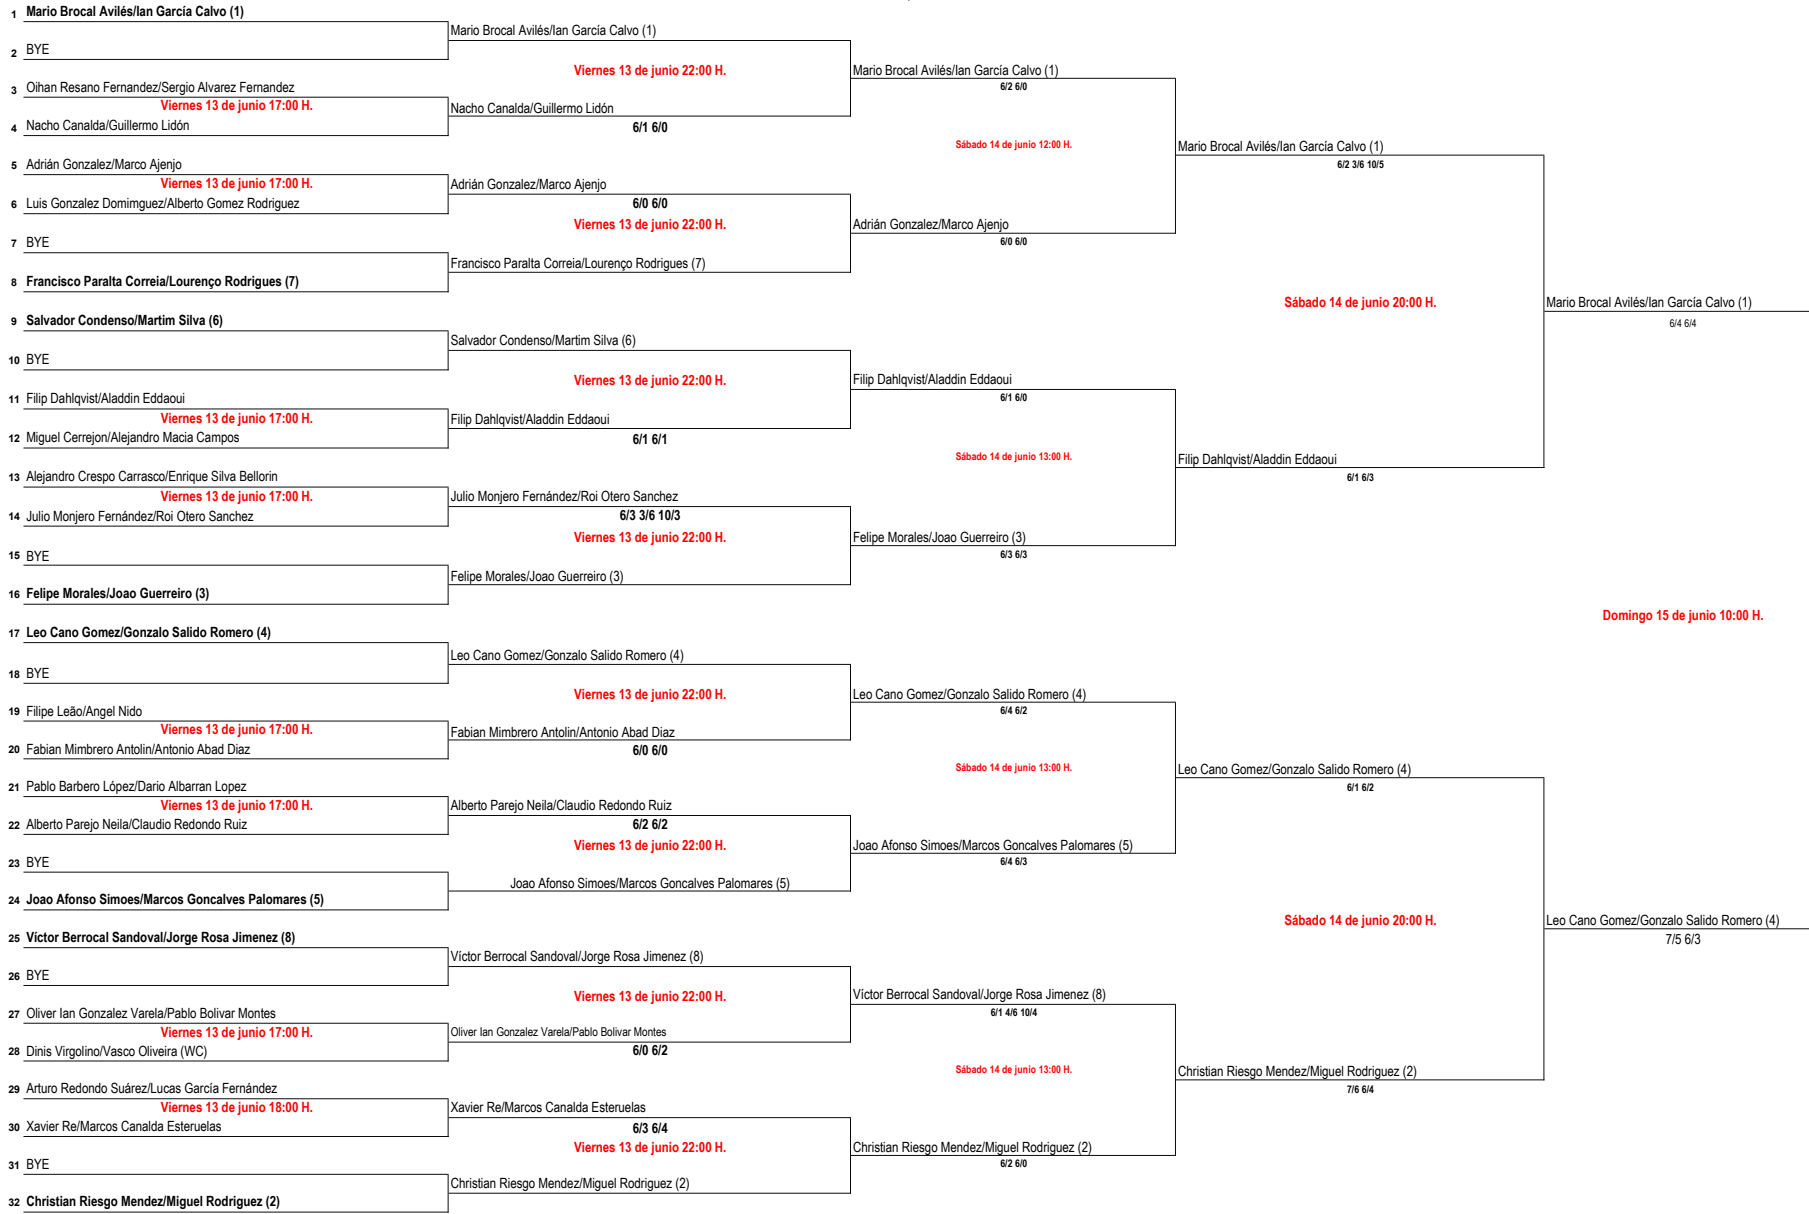 1 Mario Brocal Avilés/Ian García Calvo (1)
Mario Brocal Avilés/Ian García Calvo (1)
2 BYE
Viernes 13 de junio 22:00 H.
Mario Brocal Avilés/Ian García Calvo (1)
6/2 6/0
3 Oihan Resano Fernandez/Sergio Alvarez Fernandez
Viernes 13 de junio 17:00 H.
Nacho Canalda/Guillermo Lidón
6/1 6/0
4 Nacho Canalda/Guillermo Lidón
Sábado 14 de junio 12:00 H.
Mario Brocal Avilés/Ian García Calvo (1)
6/2 3/6 10/5
5 Adrián Gonzalez/Marco Ajenjo
Viernes 13 de junio 17:00 H.
Adrián Gonzalez/Marco Ajenjo
6/0 6/0
6 Luis Gonzalez Domimguez/Alberto Gomez Rodriguez
Viernes 13 de junio 22:00 H.
Adrián Gonzalez/Marco Ajenjo
6/0 6/0
7 BYE
Francisco Paralta Correia/Lourenço Rodrigues (7)
8 Francisco Paralta Correia/Lourenço Rodrigues (7)
Sábado 14 de junio 20:00 H.
Mario Brocal Avilés/Ian García Calvo (1)
6/4 6/4
9 Salvador Condenso/Martim Silva (6)
Salvador Condenso/Martim Silva (6)
10 BYE
Viernes 13 de junio 22:00 H.
Filip Dahlqvist/Aladdin Eddaoui
6/1 6/0
11 Filip Dahlqvist/Aladdin Eddaoui
Viernes 13 de junio 17:00 H.
Filip Dahlqvist/Aladdin Eddaoui
6/1 6/1
12 Miguel Cerrejon/Alejandro Macia Campos
Sábado 14 de junio 13:00 H.
Filip Dahlqvist/Aladdin Eddaoui
6/1 6/3
13 Alejandro Crespo Carrasco/Enrique Silva Bellorin
Viernes 13 de junio 17:00 H.
Julio Monjero Fernández/Roi Otero Sanchez
6/3 3/6 10/3
14 Julio Monjero Fernández/Roi Otero Sanchez
Viernes 13 de junio 22:00 H.
Felipe Morales/Joao Guerreiro (3)
6/3 6/3
15 BYE
Felipe Morales/Joao Guerreiro (3)
16 Felipe Morales/Joao Guerreiro (3)
Domingo 15 de junio 10:00 H.
17 Leo Cano Gomez/Gonzalo Salido Romero (4)
Leo Cano Gomez/Gonzalo Salido Romero (4)
18 BYE
Viernes 13 de junio 22:00 H.
Leo Cano Gomez/Gonzalo Salido Romero (4)
6/4 6/2
19 Filipe Leão/Angel Nido
Viernes 13 de junio 17:00 H.
Fabian Mimbrero Antolin/Antonio Abad Diaz
6/0 6/0
20 Fabian Mimbrero Antolin/Antonio Abad Diaz
Sábado 14 de junio 13:00 H.
Leo Cano Gomez/Gonzalo Salido Romero (4)
6/1 6/2
21 Pablo Barbero López/Dario Albarran Lopez
Viernes 13 de junio 17:00 H.
Alberto Parejo Neila/Claudio Redondo Ruiz
6/2 6/2
22 Alberto Parejo Neila/Claudio Redondo Ruiz
Viernes 13 de junio 22:00 H.
Joao Afonso Simoes/Marcos Goncalves Palomares (5)
6/4 6/3
23 BYE
Joao Afonso Simoes/Marcos Goncalves Palomares (5)
24 Joao Afonso Simoes/Marcos Goncalves Palomares (5)
Sábado 14 de junio 20:00 H.
Leo Cano Gomez/Gonzalo Salido Romero (4)
7/5 6/3
25 Víctor Berrocal Sandoval/Jorge Rosa Jimenez (8)
Víctor Berrocal Sandoval/Jorge Rosa Jimenez (8)
26 BYE
Viernes 13 de junio 22:00 H.
Víctor Berrocal Sandoval/Jorge Rosa Jimenez (8)
6/1 4/6 10/4
27 Oliver Ian Gonzalez Varela/Pablo Bolivar Montes
Viernes 13 de junio 17:00 H.
Oliver Ian Gonzalez Varela/Pablo Bolivar Montes
6/0 6/2
28 Dinis Virgolino/Vasco Oliveira (WC)
Sábado 14 de junio 13:00 H.
Christian Riesgo Mendez/Miguel Rodriguez (2)
7/6 6/4
29 Arturo Redondo Suárez/Lucas García Fernández
Viernes 13 de junio 18:00 H.
Xavier Re/Marcos Canalda Esteruelas
6/3 6/4
30 Xavier Re/Marcos Canalda Esteruelas
Viernes 13 de junio 22:00 H.
Christian Riesgo Mendez/Miguel Rodriguez (2)
6/2 6/0
31 BYE
Christian Riesgo Mendez/Miguel Rodriguez (2)
32 Christian Riesgo Mendez/Miguel Rodriguez (2)